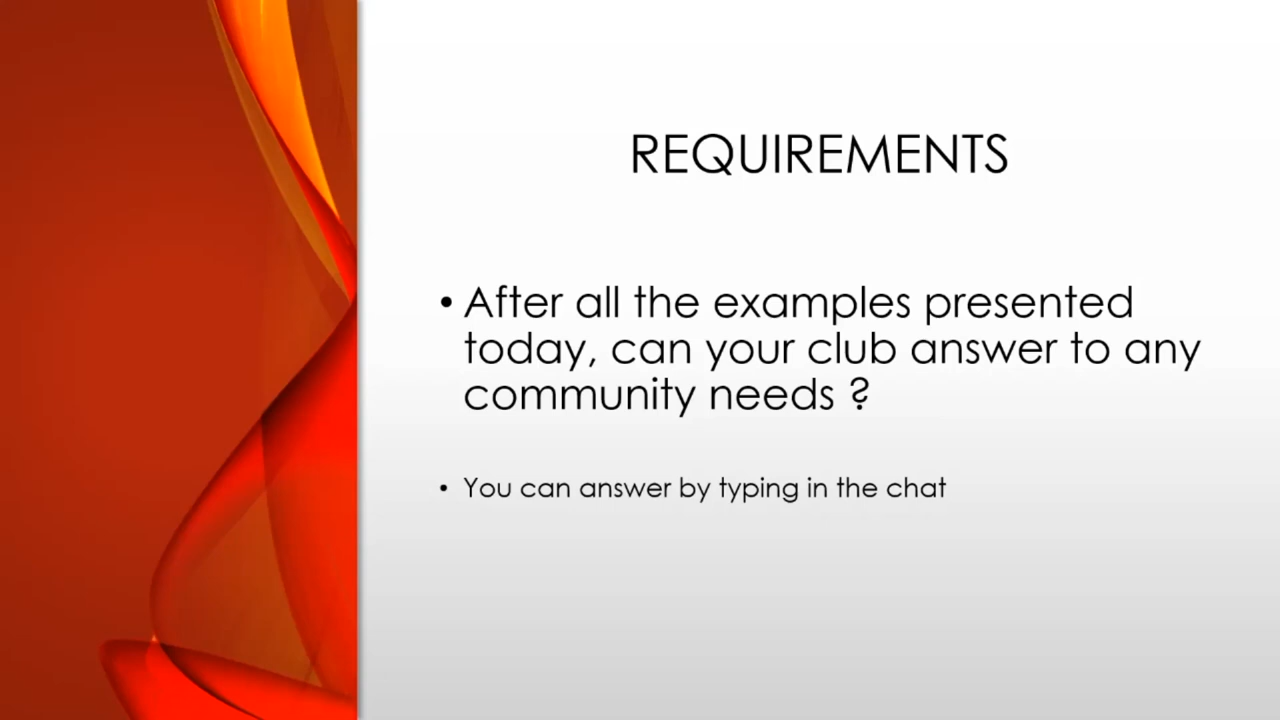 REQUIREMENTS
• After all the examples presented
today, can your club answer to any
community needs ?
• You can answer by typing in the chat